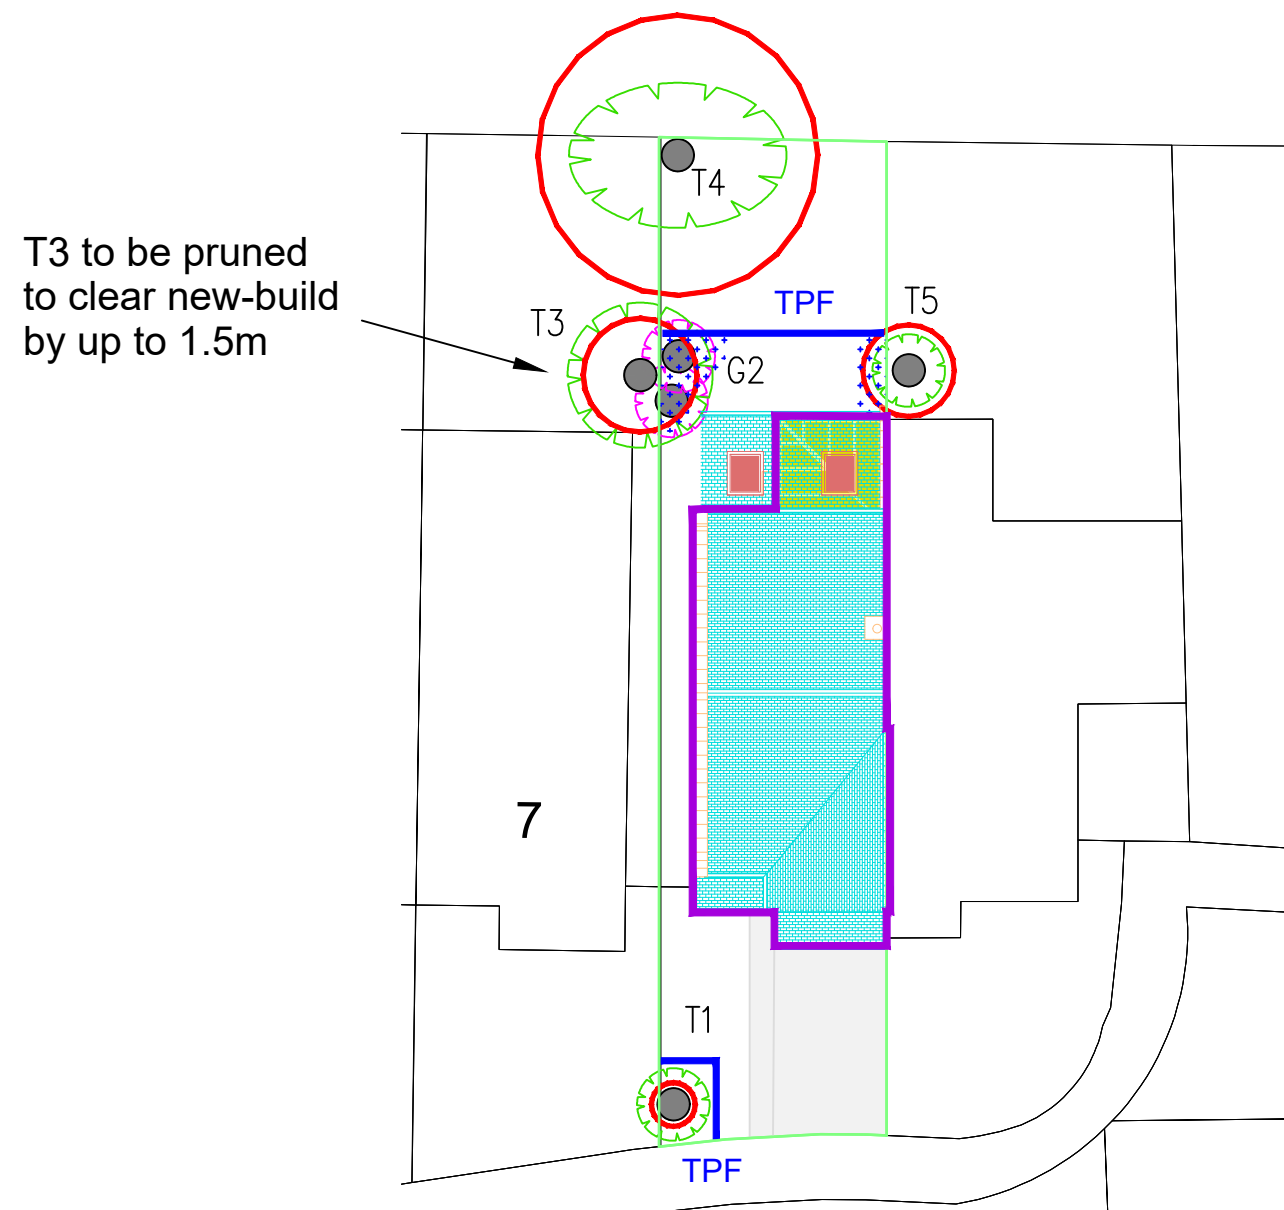 T4
T3 to be pruned
to clear new-build
by up to 1.5m
T3
TPF
T5
G2
7
T1
TPF